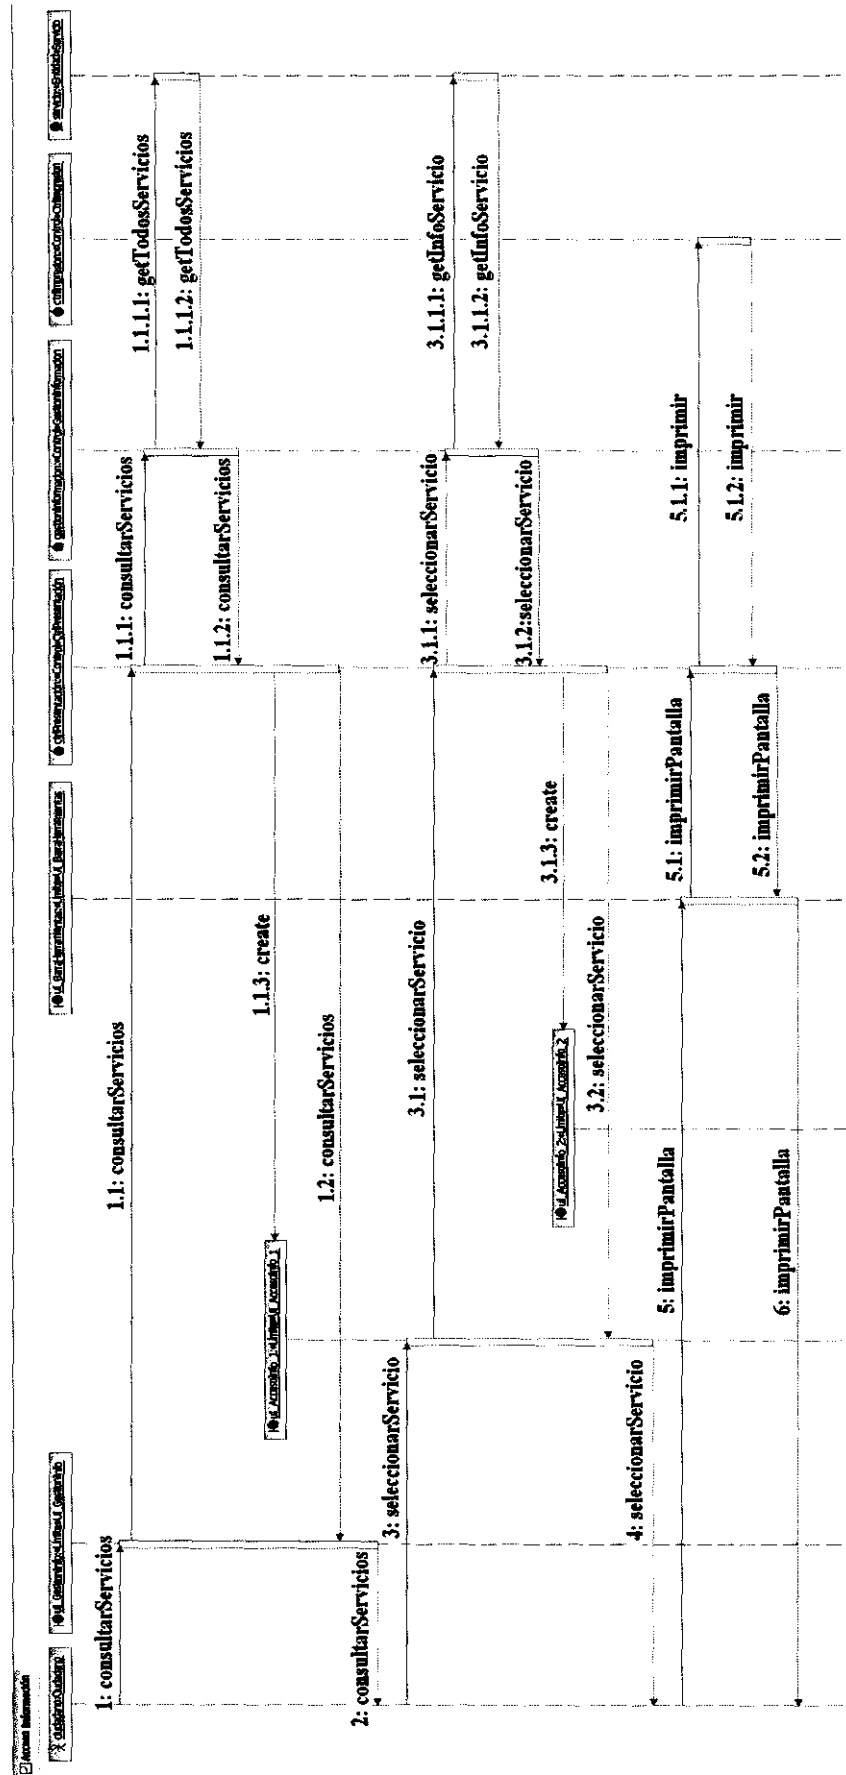 Acceso Información
ciudadano:Ciudadano
1: consultarServicios
1.1: consultarServicios
1.1.1: consultarServicios
1.1.1.1: getTodosServicios
1.1.1.2: getTodosServicios
1.1.2: consultarServicios
1.1.3: create
1.2: consultarServicios
2: consultarServicios
3: seleccionarServicio
3.1: seleccionarServicio
3.1.1: seleccionarServicio
3.1.1.1: getInfoServicio
3.1.1.2: getInfoServicio
3.1.2:seleccionarServicio
3.1.3: create
3.2: seleccionarServicio
4: seleccionarServicio
5: imprimirPantalla
5.1: imprimirPantalla
5.1.1: imprimir
5.1.2: imprimir
5.2: imprimirPantalla
6: imprimirPantalla